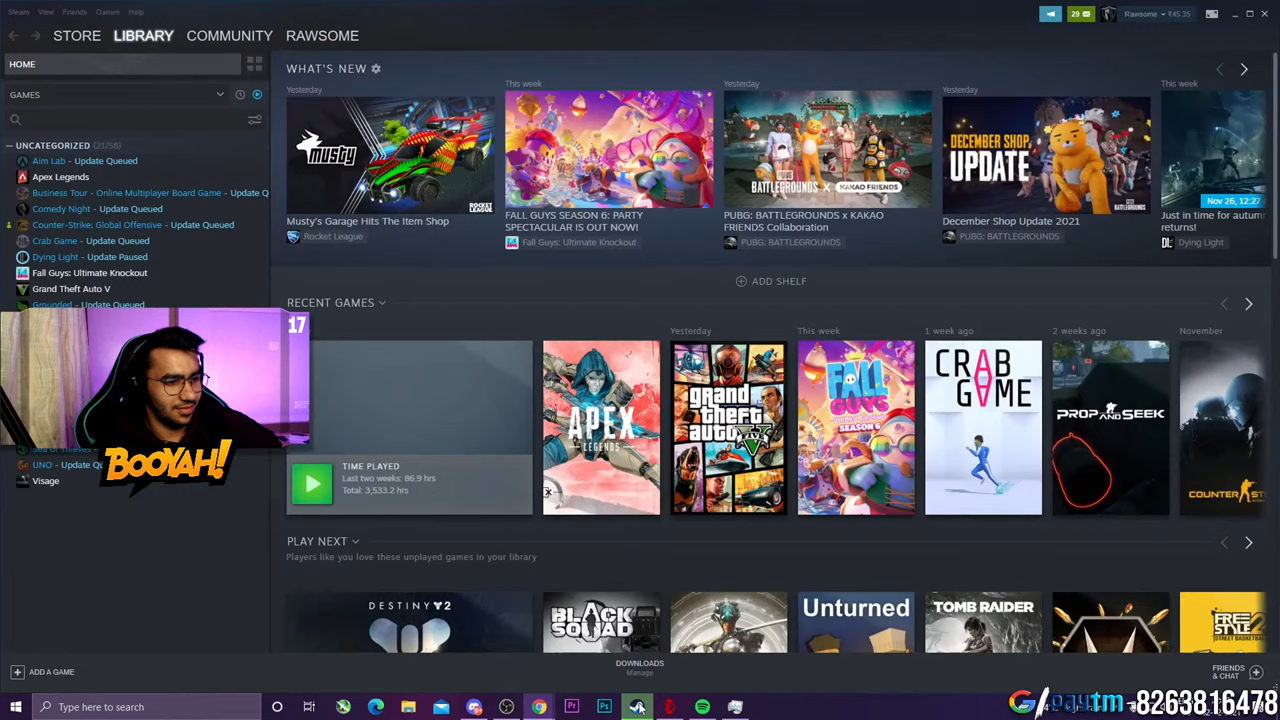 Steam View Friends Games Help
29 Rawsome ₹45.35
STORE LIBRARY COMMUNITY RAWSOME
HOME
GAMES
UNCATEGORIZED (21/58)
Aim Lab - Update Queued
Apex Legends
Business Tour - Online Multiplayer Board Game - Update Q
Comedy Night - Update Queued
Counter-Strike: Global Offensive - Update Queued
Crab Game - Update Queued
Dying Light - Update Paused
Fall Guys: Ultimate Knockout
Grand Theft Auto V
Grounded - Update Queued
17
BOOYAH!
UNO - Update Qu
Visage
WHAT'S NEW
Yesterday
musty
ROCKET LEAGUE
Musty's Garage Hits The Item Shop
Rocket League
This week
FALL GUYS SEASON 6: PARTY
SPECTACULAR IS OUT NOW!
Fall Guys: Ultimate Knockout
Yesterday
PUBG BATTLEGROUNDS X KAKAO FRIENDS
PUBG: BATTLEGROUNDS x KAKAO
FRIENDS Collaboration
PUBG: BATTLEGROUNDS
Yesterday
DECEMBER SHOP
UPDATE
December Shop Update 2021
PUBG: BATTLEGROUNDS
This week
Nov 26, 12:27
Just in time for autum
returns!
Dying Light
ADD SHELF
RECENT GAMES
TIME PLAYED
Last two weeks: 86.9 hrs
Total: 3,533.2 hrs
APEX
LEGENDS
Yesterday
grand
theft
auto
FIVE
This week
FALL
GUYS
SEASON 6
1 week ago
CRAB
GAME
2 weeks ago
PROP AND SEEK
November
COUNTER ST
PLAY NEXT
Players like you love these unplayed games in your library
DESTINY 2
BLACK
SQUAD
Unturned
TOMB RAIDER
FREE
STYLE 2
STREET BASKETBALL
ADD A GAME
DOWNLOADS
Manage
FRIENDS
& CHAT
Type here to search
G/paytm-8263816478